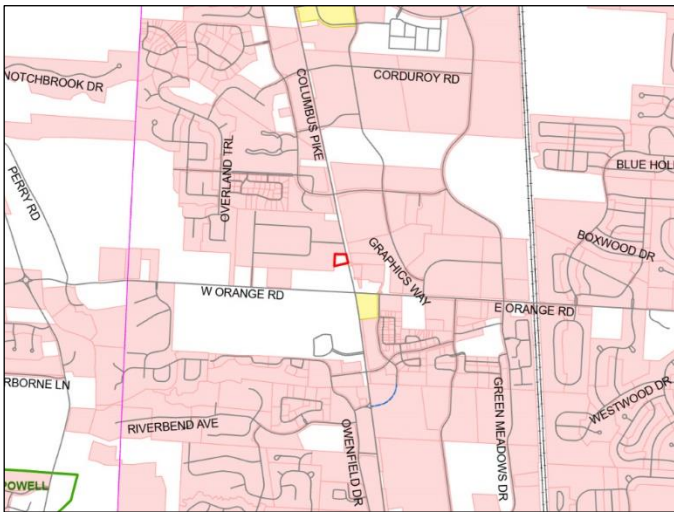 NOTCHBROOK DR
CORDUROY RD
COLUMBUS PIKE
OVERLAND TRL
BLUE HOL
PERRY RD
BOXWOOD DR
GRAPHICS WAY
W ORANGE RD
E ORANGE RD
RBORNE LN
GREEN MEADOWS DR
WESTWOOD DR
RIVERBEND AVE
OWENFIELD DR
POWELL